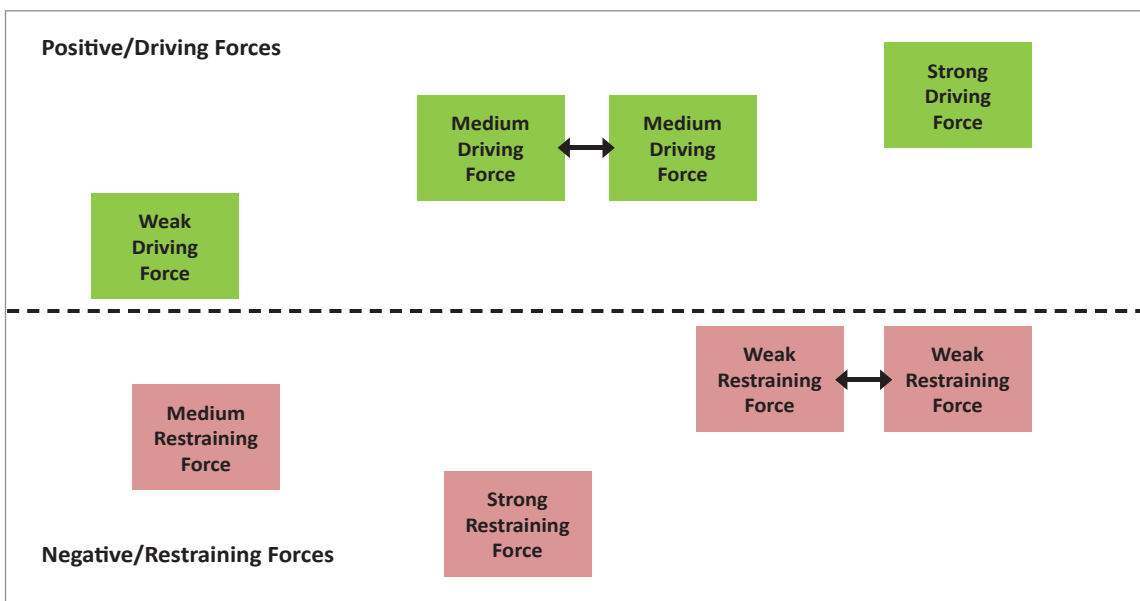 Positive/Driving Forces
Strong
Driving
Force
Medium
Driving
Force
Medium
Driving
Force
Weak
Driving
Force
Weak
Restraining
Force
Weak
Restraining
Force
Medium
Restraining
Force
Strong
Restraining
Force
Negative/Restraining Forces